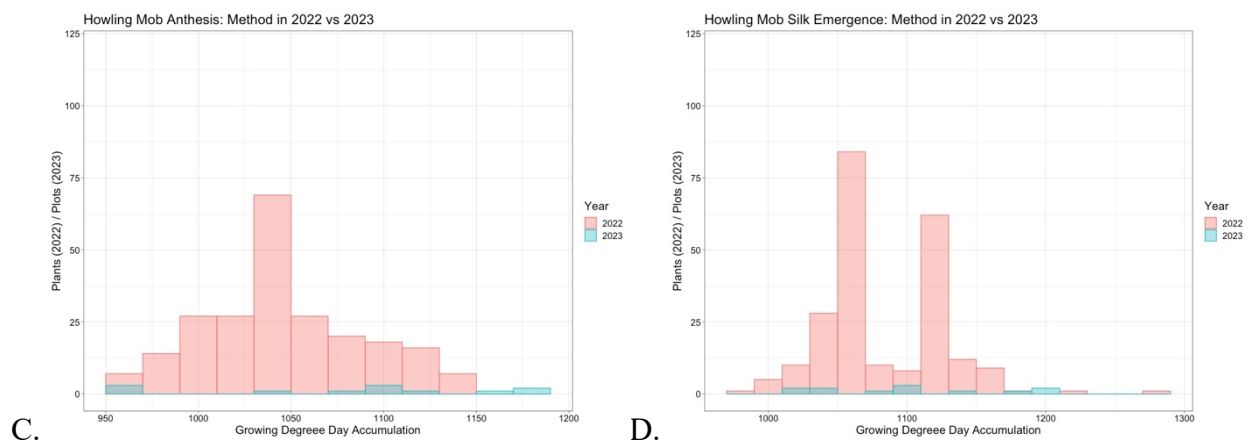 Howling Mob Anthesis: Method in 2022 vs 2023
125
100
75
50
25
0
Plants (2022) / Plots (2023)
950
1000
1050
1100
1150
1200
Growing Degreee Day Accumulation
Year
2022
2023
C.
Howling Mob Silk Emergence: Method in 2022 vs 2023
125
100
75
50
25
0
Plants (2022) / Plots (2023)
1000
1100
1200
1300
Growing Degreee Day Accumulation
Year
2022
2023
D.